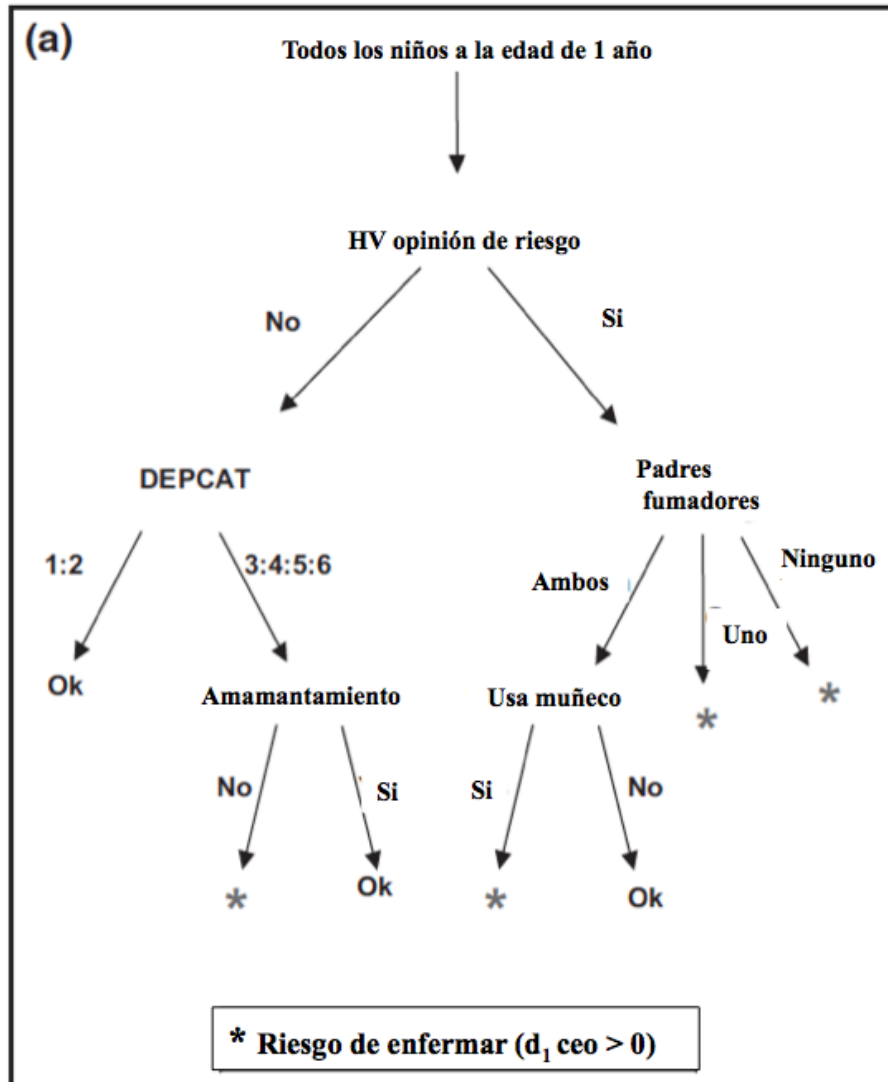 (a)
Todos los niños a la edad de 1 año
HV opinión de riesgo
No
Si
DEPCAT
Padres
fumadores
1:2
3:4:5:6
Ambos
Uno
Ninguno
Ok
Amamantamiento
Usa muñeco
*
*
No
Si
Si
No
*
Ok
*
Ok
* Riesgo de enfermar (d₁ ceo > 0)